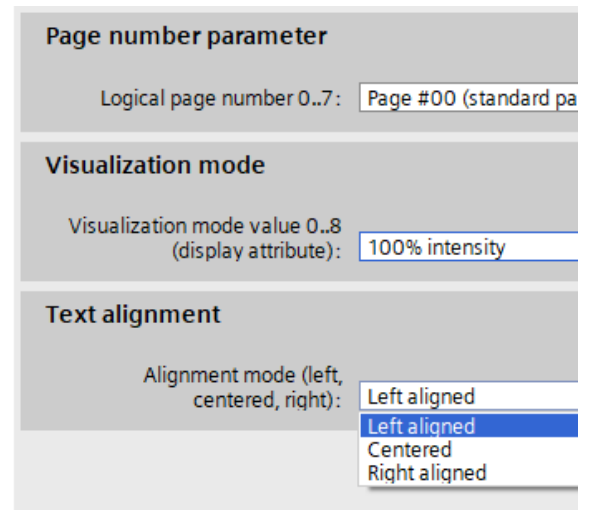 Page number parameter
Logical page number 0..7: Page #00 (standard pa
Visualization mode
Visualization mode value 0..8
(display attribute): 100% intensity
Text alignment
Alignment mode (left,
centered, right): Left aligned
Left aligned
Centered
Right aligned